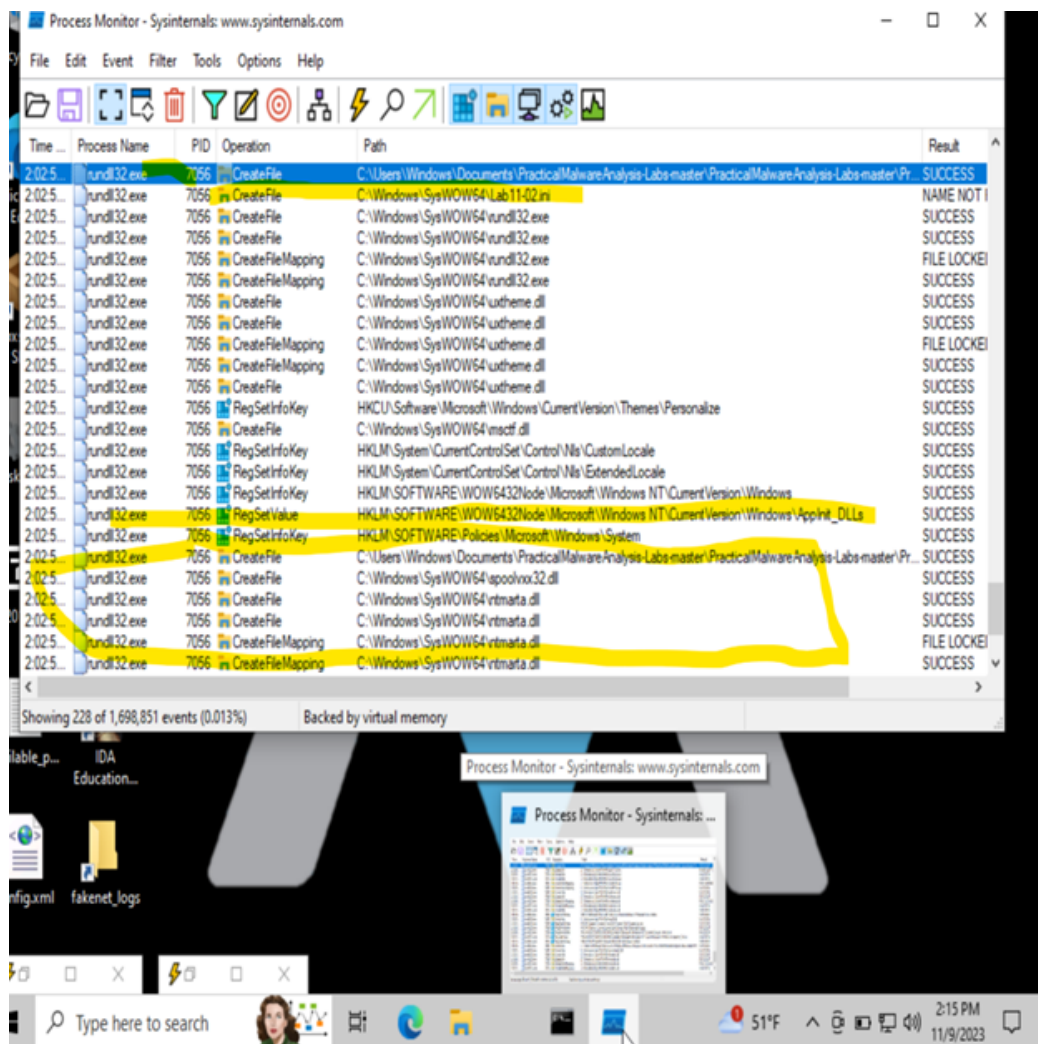 Process Monitor - Sysinternals: www.sysinternals.com
File Edit Event Filter Tools Options Help
Time ... Process Name PID Operation Path Result
2:02:5... rundll32.exe 7056 CreateFile C:\Users\Windows\Documents\PracticalMalwareAnalysis-Labs-master\PracticalMalwareAnalysis-Labs-master\Pr... SUCCESS
2:02:5... rundll32.exe 7056 CreateFile C:\Windows\SysWOW64\Lab11-02.ini NAME NOT
2:02:5... rundll32.exe 7056 CreateFile C:\Windows\SysWOW64\rundll32.exe SUCCESS
2:02:5... rundll32.exe 7056 CreateFile C:\Windows\SysWOW64\rundll32.exe SUCCESS
2:02:5... rundll32.exe 7056 CreateFileMapping C:\Windows\SysWOW64\rundll32.exe FILE LOCKE
2:02:5... rundll32.exe 7056 CreateFileMapping C:\Windows\SysWOW64\rundll32.exe SUCCESS
2:02:5... rundll32.exe 7056 CreateFile C:\Windows\SysWOW64\uxtheme.dll SUCCESS
2:02:5... rundll32.exe 7056 CreateFile C:\Windows\SysWOW64\uxtheme.dll SUCCESS
2:02:5... rundll32.exe 7056 CreateFileMapping C:\Windows\SysWOW64\uxtheme.dll FILE LOCKE
2:02:5... rundll32.exe 7056 CreateFileMapping C:\Windows\SysWOW64\uxtheme.dll SUCCESS
2:02:5... rundll32.exe 7056 CreateFile C:\Windows\SysWOW64\uxtheme.dll SUCCESS
2:02:5... rundll32.exe 7056 RegSetInfoKey HKCU\Software\Microsoft\Windows\CurrentVersion\Themes\Personalize SUCCESS
2:02:5... rundll32.exe 7056 CreateFile C:\Windows\SysWOW64\msctf.dll SUCCESS
2:02:5... rundll32.exe 7056 RegSetInfoKey HKLM\System\CurrentControlSet\Control\Nls\CustomLocale SUCCESS
2:02:5... rundll32.exe 7056 RegSetInfoKey HKLM\System\CurrentControlSet\Control\Nls\ExtendedLocale SUCCESS
2:02:5... rundll32.exe 7056 RegSetInfoKey HKLM\SOFTWARE\WOW6432Node\Microsoft\Windows NT\CurrentVersion\Windows SUCCESS
2:02:5... rundll32.exe 7056 RegSetValue HKLM\SOFTWARE\WOW6432Node\Microsoft\Windows NT\CurrentVersion\Windows\AppInit_DLLs SUCCESS
2:02:5... rundll32.exe 7056 RegSetInfoKey HKLM\SOFTWARE\Policies\Microsoft\Windows\System SUCCESS
2:02:5... rundll32.exe 7056 CreateFile C:\Users\Windows\Documents\PracticalMalwareAnalysis-Labs-master\PracticalMalwareAnalysis-Labs-master\Pr... SUCCESS
2:02:5... rundll32.exe 7056 CreateFile C:\Windows\SysWOW64\spoolvxx32.dll SUCCESS
2:02:5... rundll32.exe 7056 CreateFile C:\Windows\SysWOW64\ntmarta.dll SUCCESS
2:02:5... rundll32.exe 7056 CreateFile C:\Windows\SysWOW64\ntmarta.dll SUCCESS
2:02:5... rundll32.exe 7056 CreateFileMapping C:\Windows\SysWOW64\ntmarta.dll FILE LOCKE
2:02:5... rundll32.exe 7056 CreateFileMapping C:\Windows\SysWOW64\ntmarta.dll SUCCESS
Showing 228 of 1,698,851 events (0.013%) Backed by virtual memory
ilable_p... IDA
Education...
Process Monitor - Sysinternals: www.sysinternals.com
Process Monitor - Sysinternals: ...
nfig.xml fakenet_logs
Type here to search 51°F 2:15 PM
11/9/2023